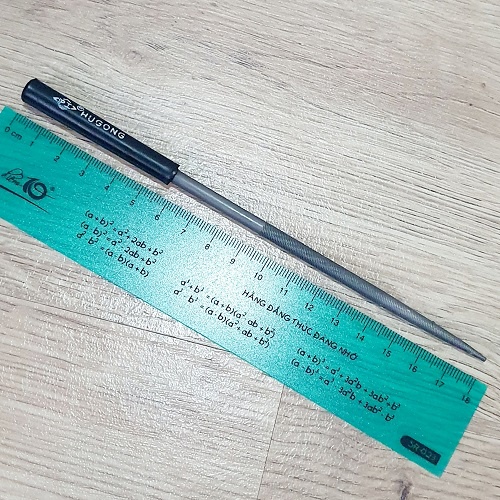 HUGONG
0 cm 1 2 3 4 5 6 7 8 9 10 11 12 13 14 15 16 17 18
(a+b)² = a²+2ab+b²
(a-b)² = a²-2ab+b²
a²-b² = (a-b)(a+b)
a³+b³ = (a+b)(a²-ab+b²)
a³-b³ = (a-b)(a²+ab+b²)
HẰNG ĐẲNG THỨC ĐÁNG NHỚ
(a+b)³ = a³+3a²b+3ab²+b³
(a-b)³ = a³-3a²b+3ab²-b³
SR-023